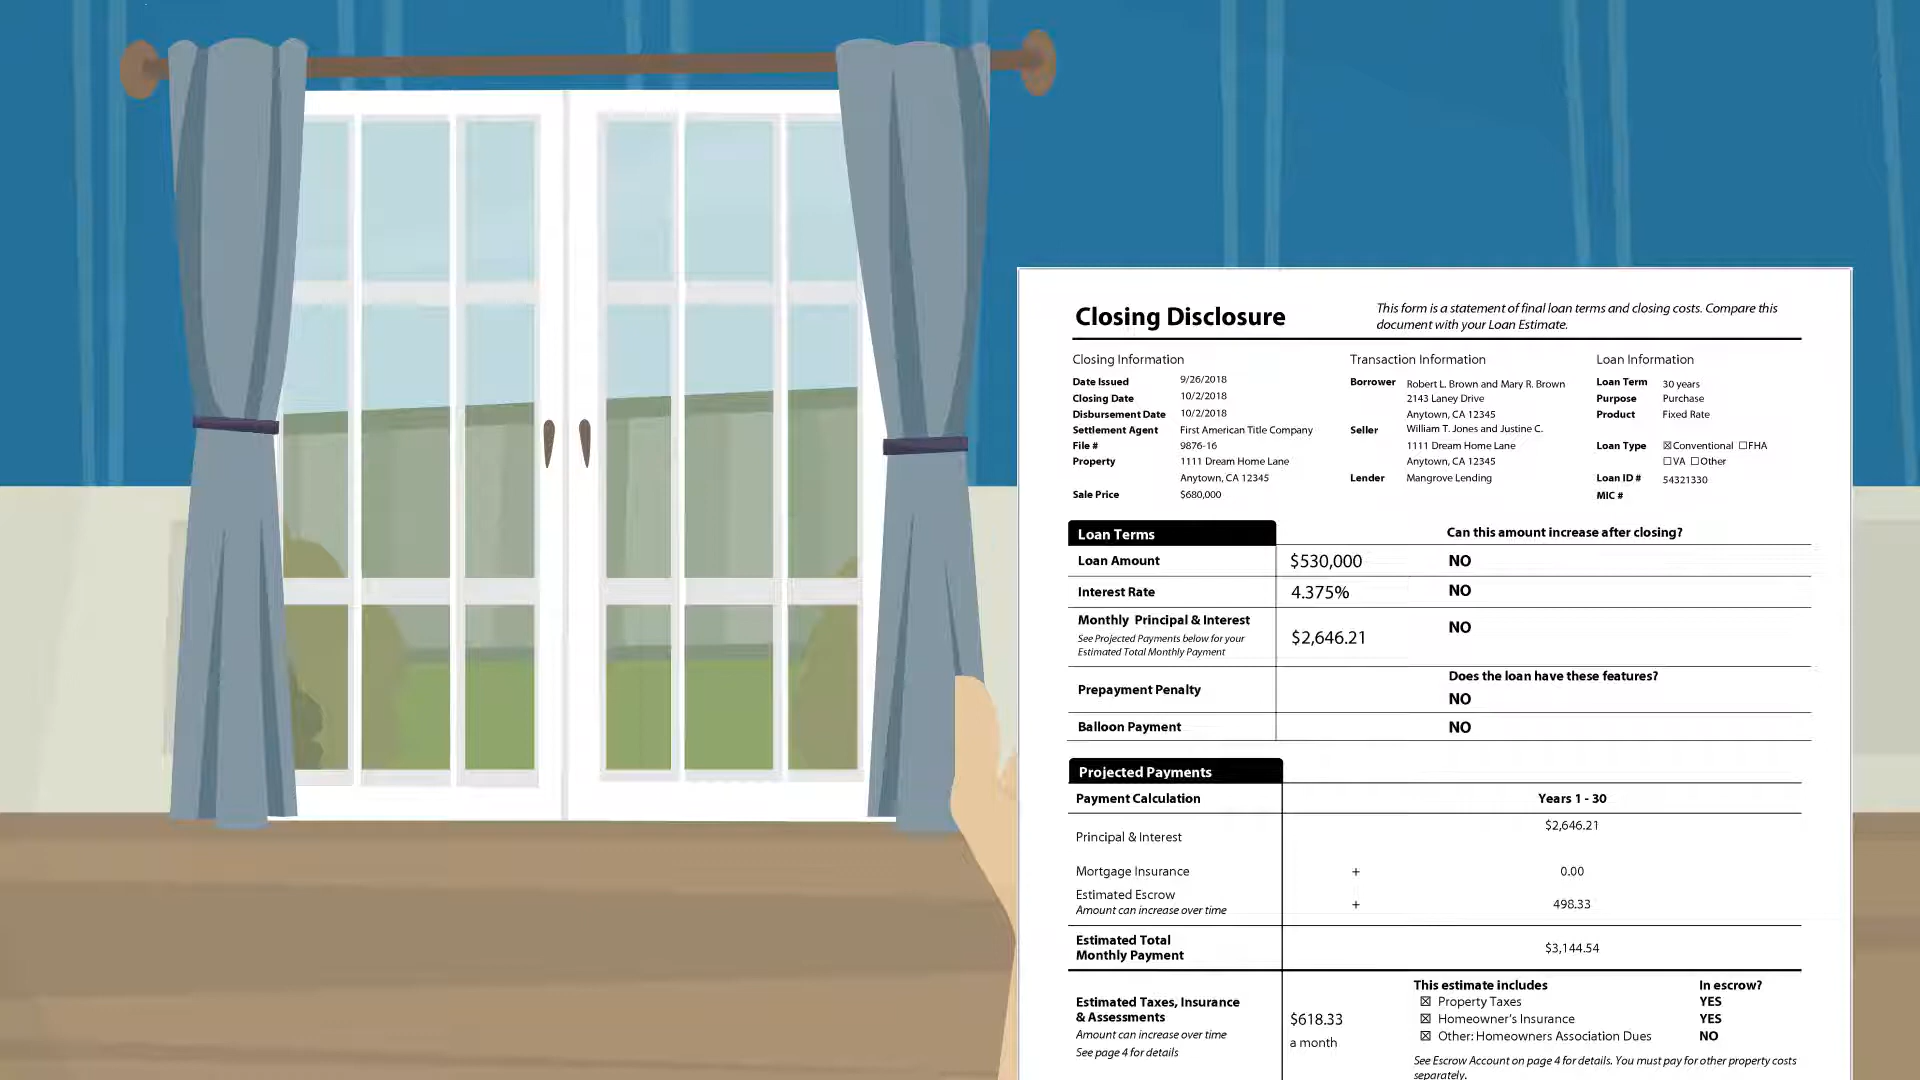 Closing Disclosure
This form is a statement of final loan terms and closing costs. Compare this
document with your Loan Estimate.
Closing Information
Date Issued 9/26/2018
Closing Date 10/2/2018
Disbursement Date 10/2/2018
Settlement Agent First American Title Company
File # 9876-16
Property 1111 Dream Home Lane
Anytown, CA 12345
Sale Price $680,000
Transaction Information
Borrower Robert L. Brown and Mary R. Brown
2143 Laney Drive
Anytown, CA 12345
Seller William T. Jones and Justine C.
1111 Dream Home Lane
Anytown, CA 12345
Lender Mangrove Lending
Loan Information
Loan Term 30 years
Purpose Purchase
Product Fixed Rate
Loan Type ☒Conventional ☐FHA
☐VA ☐Other
Loan ID # 54321330
MIC #
Loan Terms Can this amount increase after closing?
Loan Amount $530,000 NO
Interest Rate 4.375% NO
Monthly Principal & Interest
See Projected Payments below for your
Estimated Total Monthly Payment
$2,646.21 NO
Does the loan have these features?
Prepayment Penalty NO
Balloon Payment NO
Projected Payments
Payment Calculation Years 1 - 30
Principal & Interest $2,646.21
Mortgage Insurance + 0.00
Estimated Escrow
Amount can increase over time
+ 498.33
Estimated Total
Monthly Payment
$3,144.54
Estimated Taxes, Insurance
& Assessments
Amount can increase over time
See page 4 for details
$618.33
a month
This estimate includes In escrow?
☒ Property Taxes YES
☒ Homeowner's Insurance YES
☒ Other: Homeowners Association Dues NO
See Escrow Account on page 4 for details. You must pay for other property costs
separately.